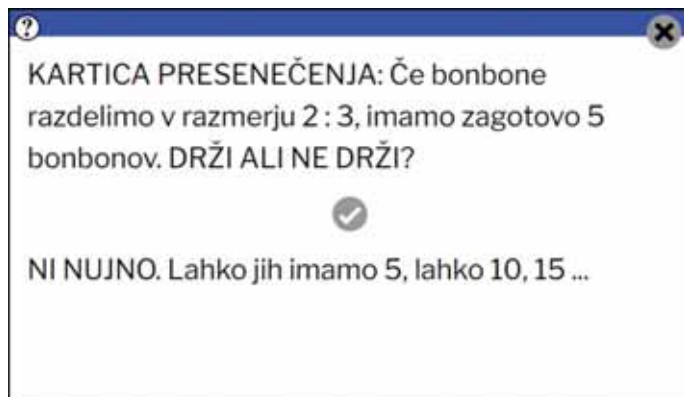 KARTICA PRESENEČENJA: Če bonbone
razdelimo v razmerju 2 : 3, imamo zagotovo 5
bonbonov. DRŽI ALI NE DRŽI?
NI NUJNO. Lahko jih imamo 5, lahko 10, 15 ...